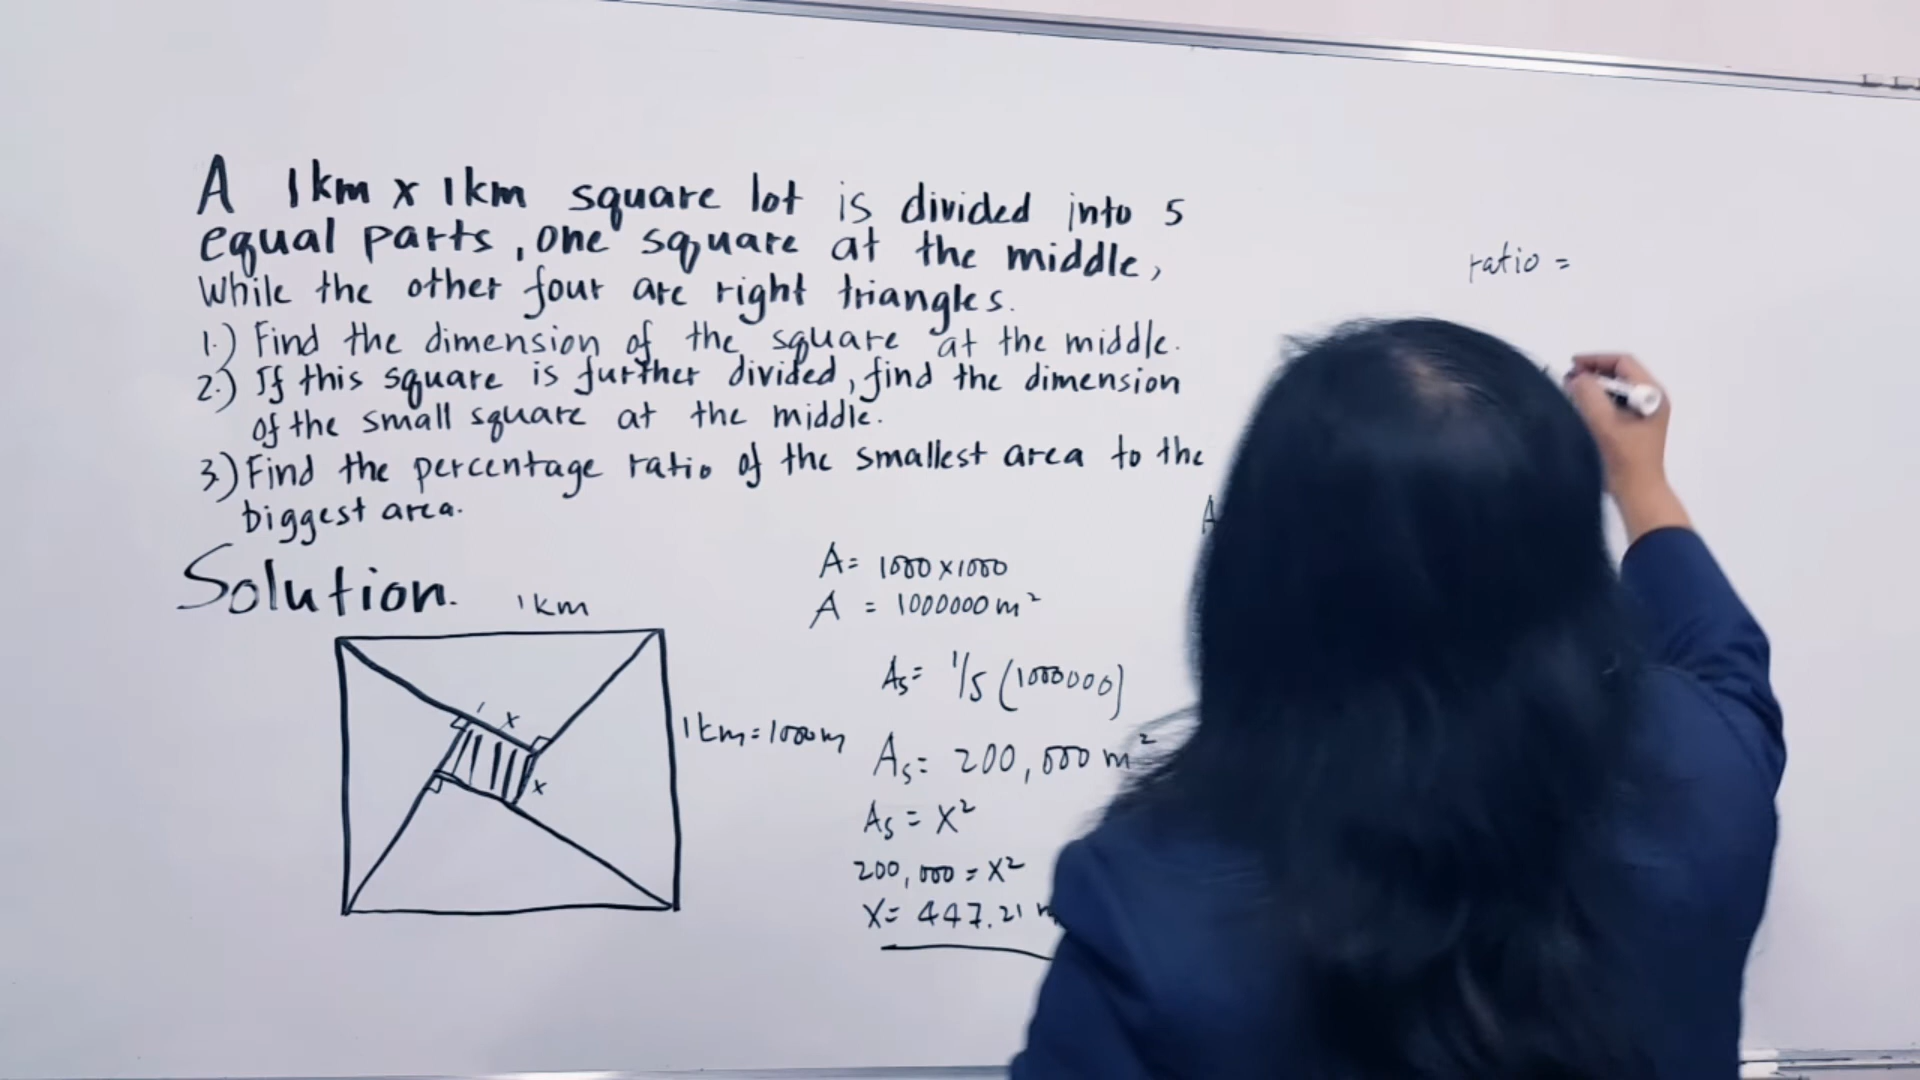 A 1km x 1km square lot is divided into 5
equal parts, one square at the middle,
While the other four are right triangles.
1.) Find the dimension of the square at the middle.
2.) If this square is further divided, find the dimension
of the small square at the middle.
3.) Find the percentage ratio of the smallest area to the
biggest area.
Solution.
1km
x
x
1km = 1000m
A = 1000 x 1000
A = 1000000 m²
As = 1/5 (1000000)
As = 200,000 m²
As = x²
200,000 = x²
x = 447.21 m
A
ratio =